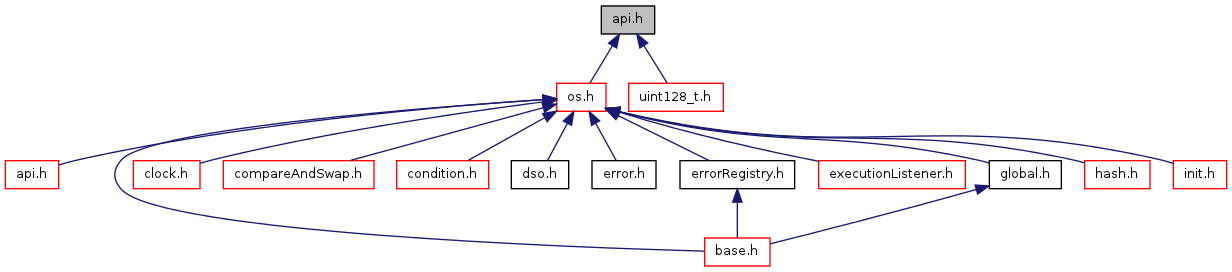 api.h
os.h
uint128_t.h
api.h
clock.h
compareAndSwap.h
condition.h
dso.h
error.h
errorRegistry.h
executionListener.h
global.h
hash.h
init.h
base.h